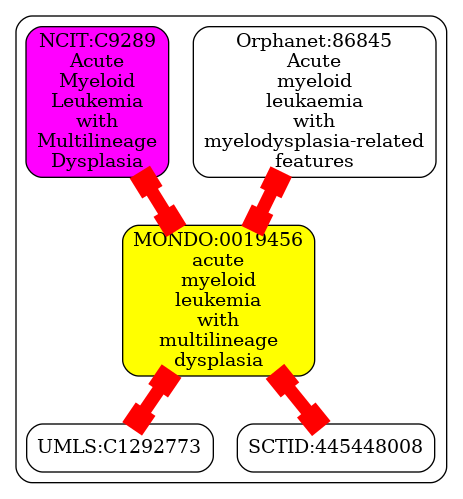 NCIT:C9289
Acute
Myeloid
Leukemia
with
Multilineage
Dysplasia
Orphanet:86845
Acute
myeloid
leukaemia
with
myelodysplasia-related
features
MONDO:0019456
acute
myeloid
leukemia
with
multilineage
dysplasia
UMLS:C1292773
SCTID:445448008